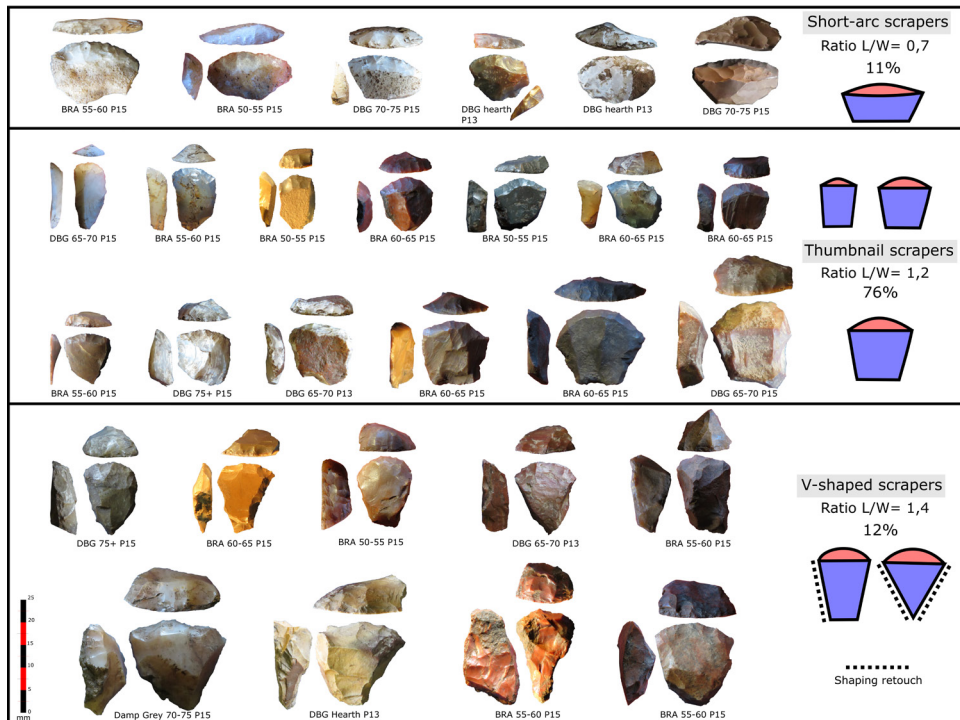 Short-arc scrapers
Ratio L/W= 0,7
11%
BRA 55-60 P15
BRA 50-55 P15
DBG 70-75 P15
DBG hearth
P13
DBG hearth P13
DBG 70-75 P15
DBG 65-70 P15
BRA 55-60 P15
BRA 50-55 P15
BRA 60-65 P15
BRA 50-55 P15
BRA 60-65 P15
BRA 60-65 P15
Thumbnail scrapers
Ratio L/W= 1,2
76%
BRA 55-60 P15
DBG 75+ P15
DBG 65-70 P13
BRA 60-65 P15
BRA 60-65 P15
DBG 65-70 P15
V-shaped scrapers
Ratio L/W= 1,4
12%
DBG 75+ P15
BRA 60-65 P15
BRA 50-55 P15
DBG 65-70 P13
BRA 55-60 P15
25
20
15
10
5
0
mm
Damp Grey 70-75 P15
DBG Hearth P13
BRA 55-60 P15
BRA 55-60 P15
Shaping retouch